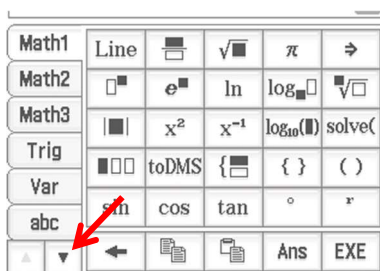 Math1
Line
π
⇒
Math2
□■
e■
ln
log■□
■√□
Math3
|■|
x²
x⁻¹
log₁₀(■)
solve(
Trig
■□□
toDMS
{ }
( )
Var
sin
cos
tan
°
r
abc
Ans
EXE